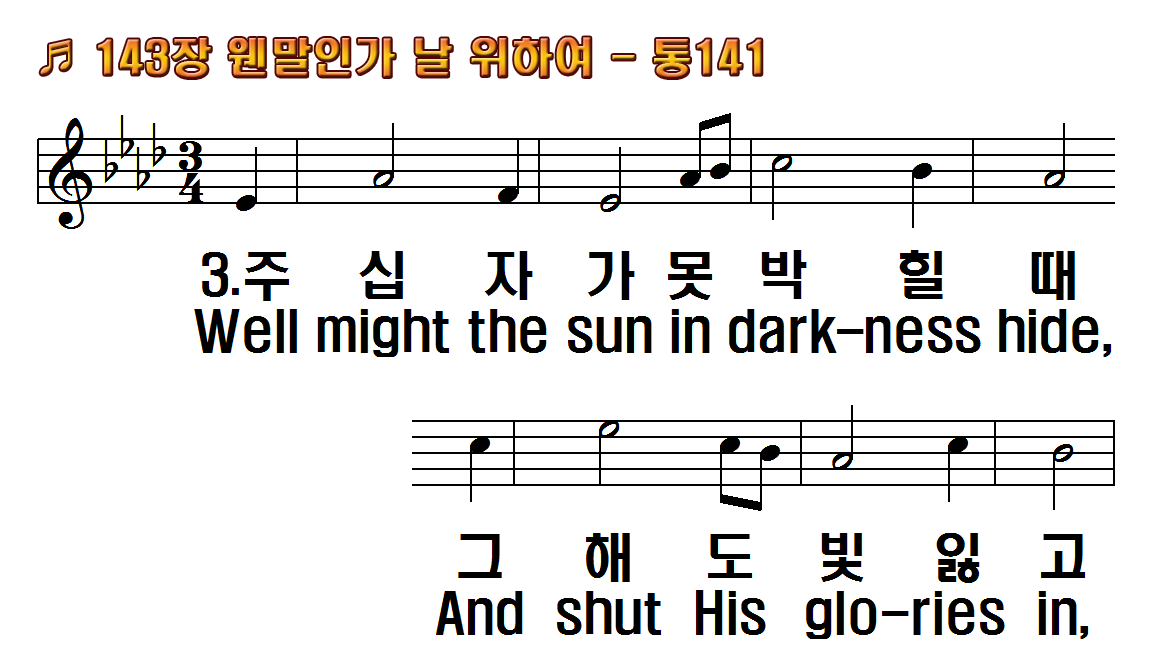 ♬ 143장 웬말인가 날 위하여 - 통141
3
4
3.주 십 자 가 못 박 힐 때
Well might the sun in dark-ness hide,
그 해 도 빛 잃 고
And shut His glo-ries in,